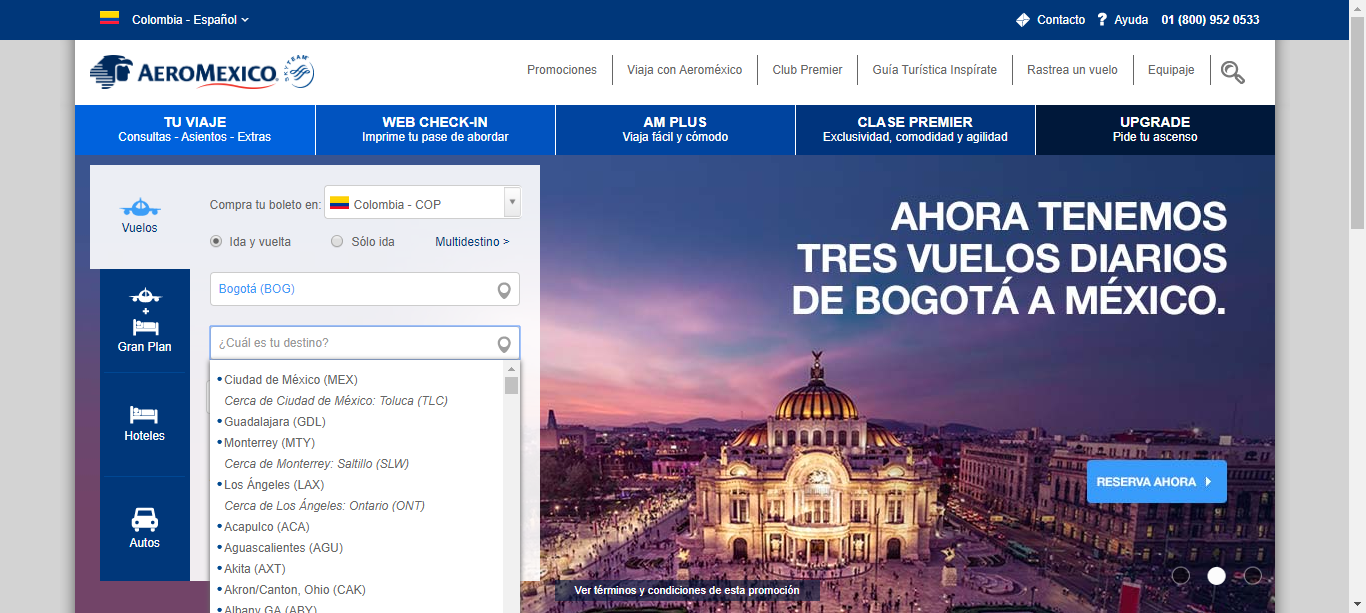 Colombia - Español
Contacto
Ayuda
01 (800) 952 0533
AEROMEXICO
SKYTEAM
Promociones
Viaja con Aeroméxico
Club Premier
Guía Turística Inspírate
Rastrea un vuelo
Equipaje
TU VIAJE
Consultas - Asientos - Extras
WEB CHECK-IN
Imprime tu pase de abordar
AM PLUS
Viaja fácil y cómodo
CLASE PREMIER
Exclusividad, comodidad y agilidad
UPGRADE
Pide tu ascenso
Vuelos
+
Gran Plan
Hoteles
Autos
Compra tu boleto en:
Colombia - COP
Ida y vuelta
Sólo ida
Multidestino >
Bogotá (BOG)
¿Cuál es tu destino?
Ciudad de México (MEX)
Cerca de Ciudad de México: Toluca (TLC)
Guadalajara (GDL)
Monterrey (MTY)
Cerca de Monterrey: Saltillo (SLW)
Los Ángeles (LAX)
Cerca de Los Ángeles: Ontario (ONT)
Acapulco (ACA)
Aguascalientes (AGU)
Akita (AXT)
Akron/Canton, Ohio (CAK)
Albany GA (ABY)
AHORA TENEMOS
TRES VUELOS DIARIOS
DE BOGOTÁ A MÉXICO.
RESERVA AHORA
Ver términos y condiciones de esta promoción